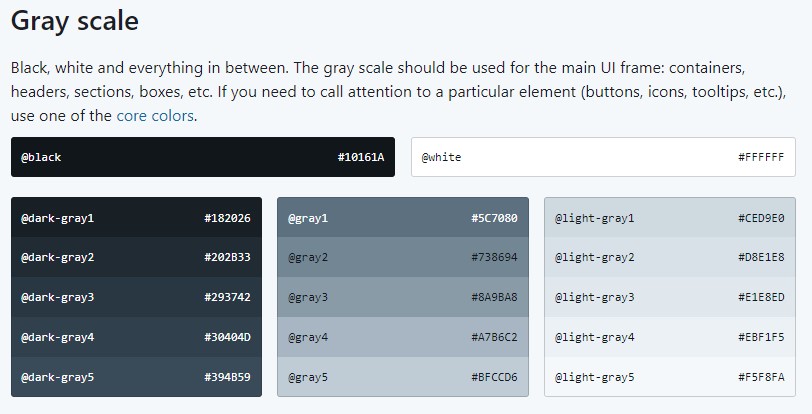 Gray scale
Black, white and everything in between. The gray scale should be used for the main UI frame: containers,
headers, sections, boxes, etc. If you need to call attention to a particular element (buttons, icons, tooltips, etc.),
use one of the core colors.
@black #10161A
@white #FFFFFF
@dark-gray1 #182026
@dark-gray2 #202B33
@dark-gray3 #293742
@dark-gray4 #30404D
@dark-gray5 #394B59
@gray1 #5C7080
@gray2 #738694
@gray3 #8A9BA8
@gray4 #A7B6C2
@gray5 #BFCCD6
@light-gray1 #CED9E0
@light-gray2 #D8E1E8
@light-gray3 #E1E8ED
@light-gray4 #EBF1F5
@light-gray5 #F5F8FA